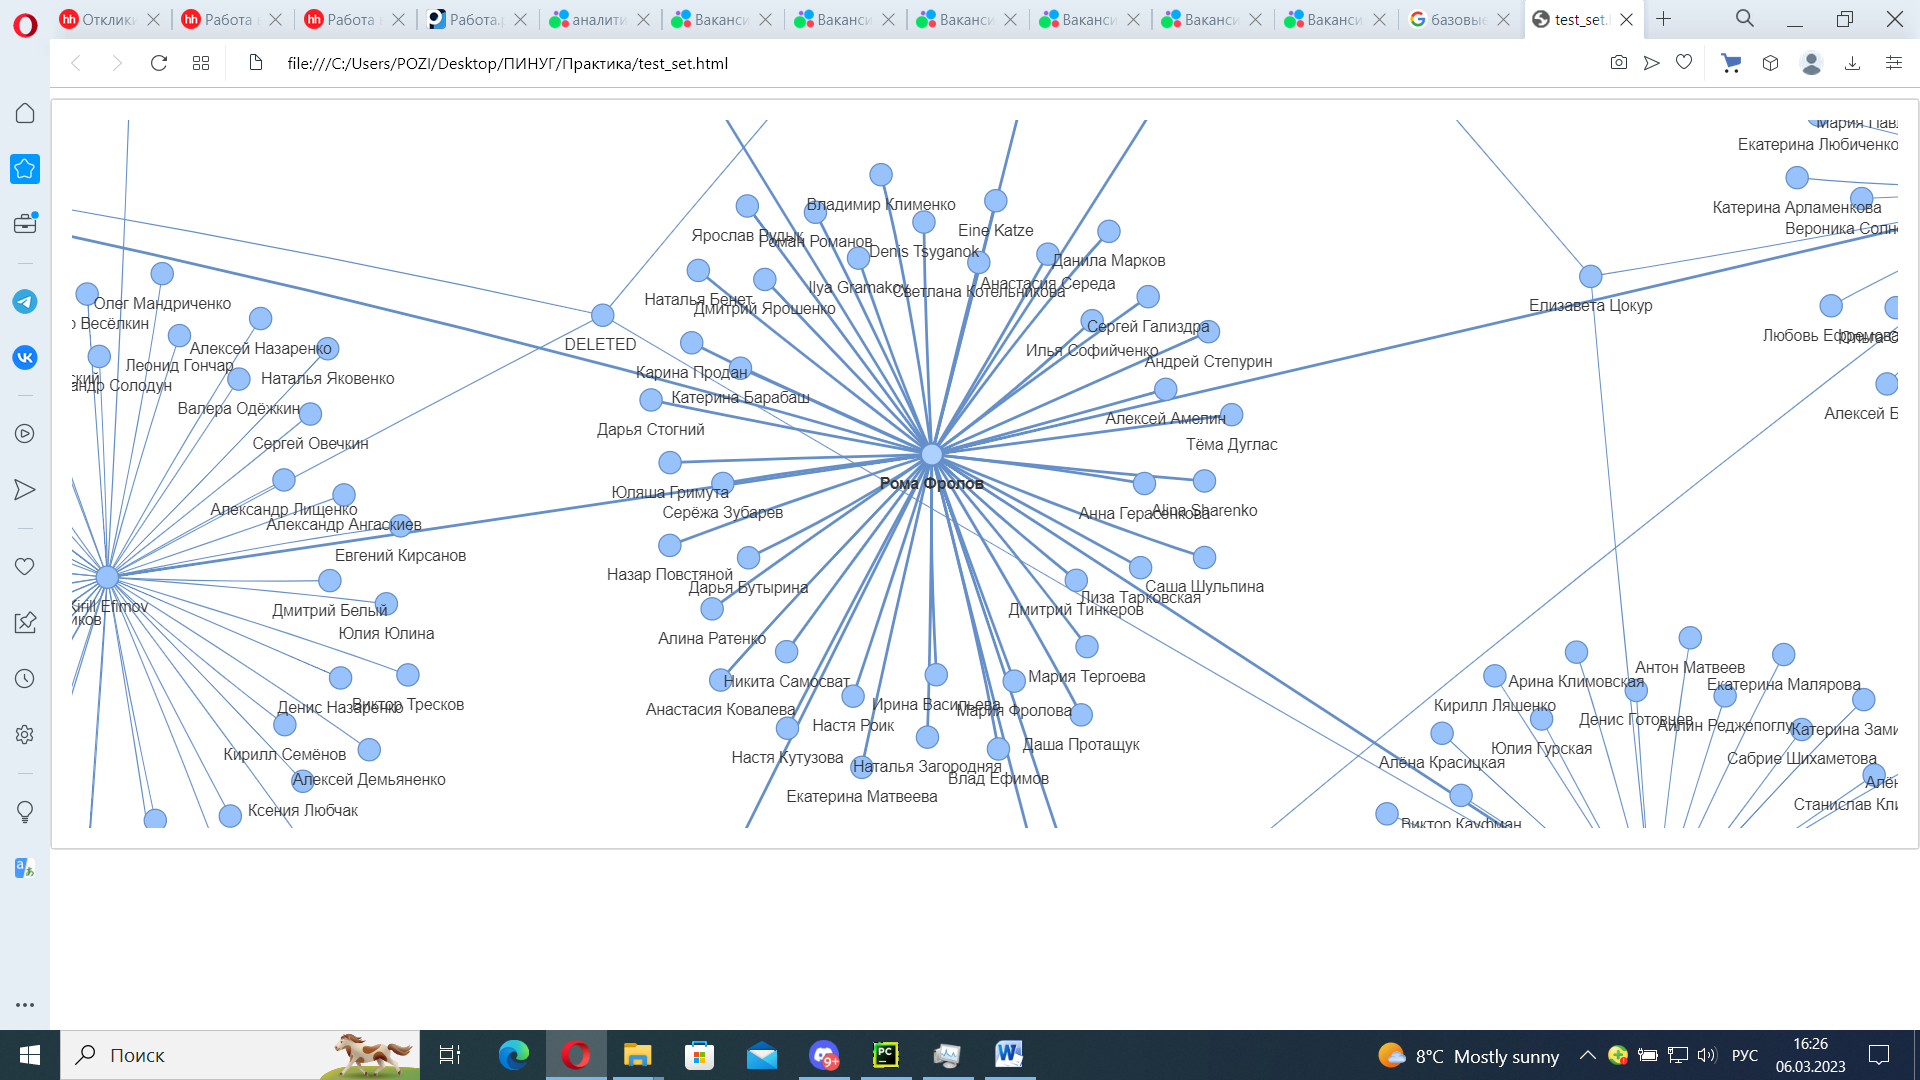 Отклики
Работа в
Работа в
Работа.р
аналити
Ваканси
Ваканси
Ваканси
Ваканси
Ваканси
Ваканси
базовые
test_set.
file:///C:/Users/POZI/Desktop/ПИНУГ/Практика/test_set.html
Екатерина Любиченко
Владимир Клименко
Катерина Арламенкова
Eine Katze
Вероника Солн
Ярослав Рудык
Роман Романов
Denis Tsyganok
Данила Марков
Анастасия Середа
Ilya Gramakov
Светлана Котельникова
Наталья Бенет
Дмитрий Ярошенко
Олег Мандриченко
Елизавета Цокур
о Весёлкин
Сергей Гализдра
Любовь Ефремова
DELETED
Алексей Назаренко
Илья Софийченко
Леонид Гончар
Андрей Степурин
Карина Продан
ский
Наталья Яковенко
андр Солодун
Катерина Барабаш
Валера Одёжкин
Алексей Б
Алексей Амелин
Дарья Стогний
Сергей Овечкин
Тёма Дуглас
Рома Фролов
Юляша Гримута
Александр Лищенко
Серёжа Зубарев
Анна Герасенкова
Alina Sharenko
Александр Ангаскиев
Евгений Кирсанов
Назар Повстяной
Дарья Бутырина
Саша Шульпина
Лиза Тарковская
Kirill Efimov
Дмитрий Белый
Дмитрий Тинкеров
иков
Юлия Юлина
Алина Ратенко
Антон Матвеев
Мария Тергоева
Никита Самосват
Арина Климовская
Екатерина Малярова
Денис Назаренко
Виктор Тресков
Анастасия Ковалева
Ирина Васильева
Мария Фролова
Кирилл Ляшенко
Настя Роик
Денис Готовцев
Айлин Реджепоглу
Катерина Зами
Даша Протащук
Юлия Гурская
Кирилл Семёнов
Настя Кутузова
Наталья Загородняя
Алёна Красицкая
Сабрие Шихаметова
Алексей Демьяненко
Влад Ефимов
Алён
Екатерина Матвеева
Станислав Кли
Ксения Любчак
Виктор Кауфман
Поиск
9+
8°C Mostly sunny
РУС
16:26
06.03.2023